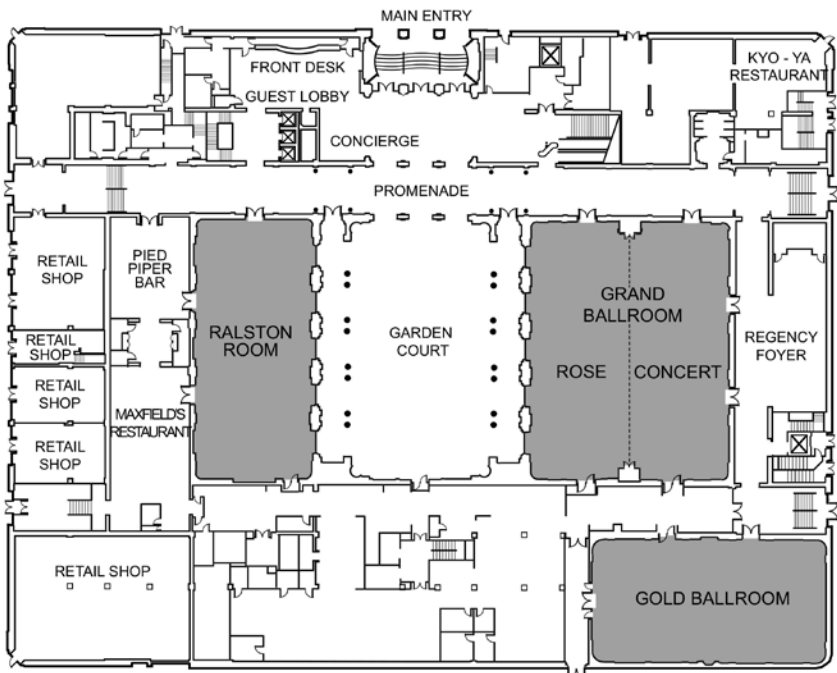 MAIN ENTRY
FRONT DESK
GUEST LOBBY
CONCIERGE
KYO - YA
RESTAURANT
PROMENADE
RETAIL
SHOP
PIED
PIPER
BAR
RALSTON
ROOM
GARDEN
COURT
GRAND
BALLROOM
ROSE
CONCERT
REGENCY
FOYER
RETAIL
SHOP
RETAIL
SHOP
MAXFIELD'S
RESTAURANT
RETAIL
SHOP
RETAIL SHOP
GOLD BALLROOM